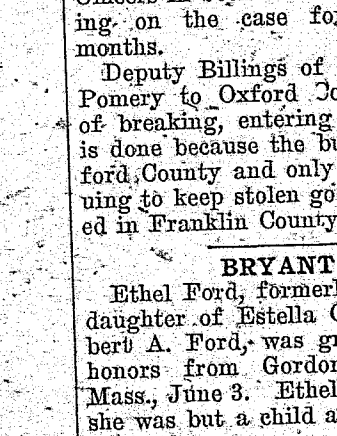 ing on the case fo
months.
Deputy Billings of
Pomery to Oxford Co
of breaking, entering
is done because the bu
ford County and only
uing to keep stolen go
ed in Franklin County
BRYANT
Ethel Ford, former
daughter of Estella
bert A. Ford, was gr
honors from Gordon
Mass., June 3. Ethel
she was but a child a